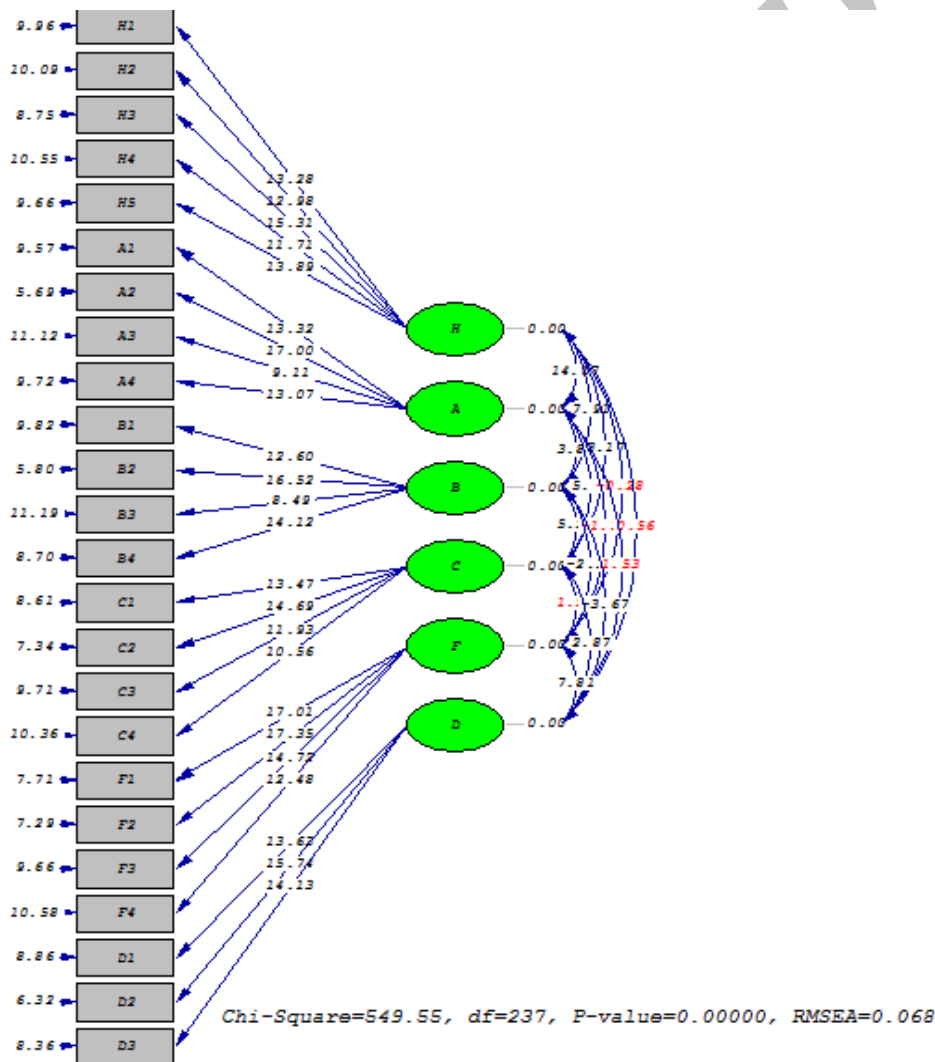 9.96 H1
10.09 H2
8.75 H3
10.55 H4
9.66 H5
9.57 A1
5.69 A2
11.12 A3
9.72 A4
9.82 B1
5.80 B2
11.19 B3
8.70 B4
8.61 C1
7.34 C2
9.71 C3
10.36 C4
7.71 F1
7.29 F2
9.66 F3
10.58 F4
8.86 D1
6.32 D2
8.36 D3
13.28
12.98
15.31
11.71
13.89
13.32
17.00
9.11
13.07
12.60
16.52
8.49
14.12
13.47
14.69
11.93
10.56
17.01
17.35
14.72
12.48
13.62
15.74
14.13
H 0.00
A 0.00
B 0.00
C 0.00
F 0.00
D 0.00
-3.67
2.87
7.81
Chi-Square=549.55, df=237, P-value=0.00000, RMSEA=0.068